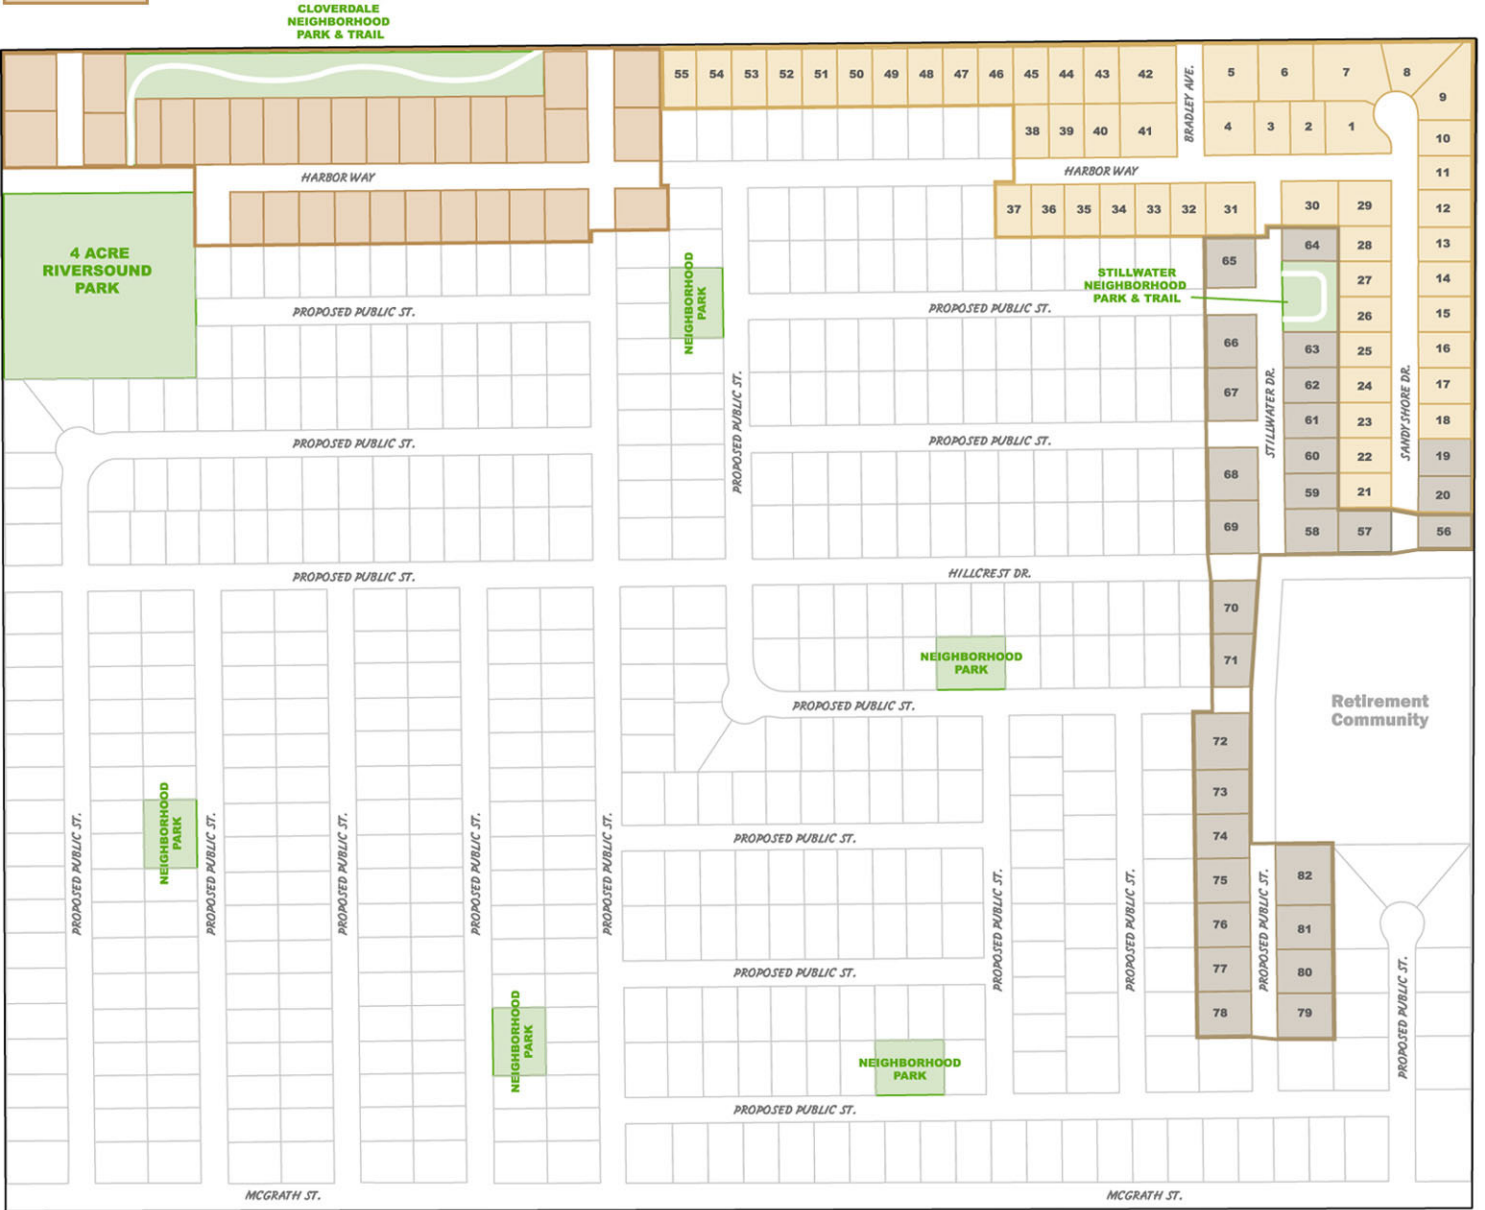 CLOVERDALE
NEIGHBORHOOD
PARK & TRAIL
55 54 53 52 51 50 49 48 47 46 45 44 43 42
BRADLEY AVE.
5 6 7 8
9
38 39 40 41
4 3 2 1
10
HARBOR WAY
HARBOR WAY
11
37 36 35 34 33 32 31
30 29
12
4 ACRE
RIVERSOUND
PARK
NEIGHBORHOOD
PARK
65
64
28
13
STILLWATER
NEIGHBORHOOD
PARK & TRAIL
27
14
PROPOSED PUBLIC ST.
PROPOSED PUBLIC ST.
26
15
66
63
25
16
PROPOSED PUBLIC ST.
67
STILLWATER DR.
62
24
SANDY SHORE DR.
17
PROPOSED PUBLIC ST.
PROPOSED PUBLIC ST.
61
23
18
68
60
22
19
59
21
20
69
58
57
56
PROPOSED PUBLIC ST.
HILLCREST DR.
70
NEIGHBORHOOD
PARK
71
PROPOSED PUBLIC ST.
Retirement
Community
72
73
NEIGHBORHOOD
PARK
74
PROPOSED PUBLIC ST.
PROPOSED PUBLIC ST.
PROPOSED PUBLIC ST.
PROPOSED PUBLIC ST.
PROPOSED PUBLIC ST.
PROPOSED PUBLIC ST.
PROPOSED PUBLIC ST.
PROPOSED PUBLIC ST.
75
PROPOSED PUBLIC ST.
82
76
81
PROPOSED PUBLIC ST.
77
80
78
79
NEIGHBORHOOD
PARK
NEIGHBORHOOD
PARK
PROPOSED PUBLIC ST.
PROPOSED PUBLIC ST.
MCGRATH ST.
MCGRATH ST.